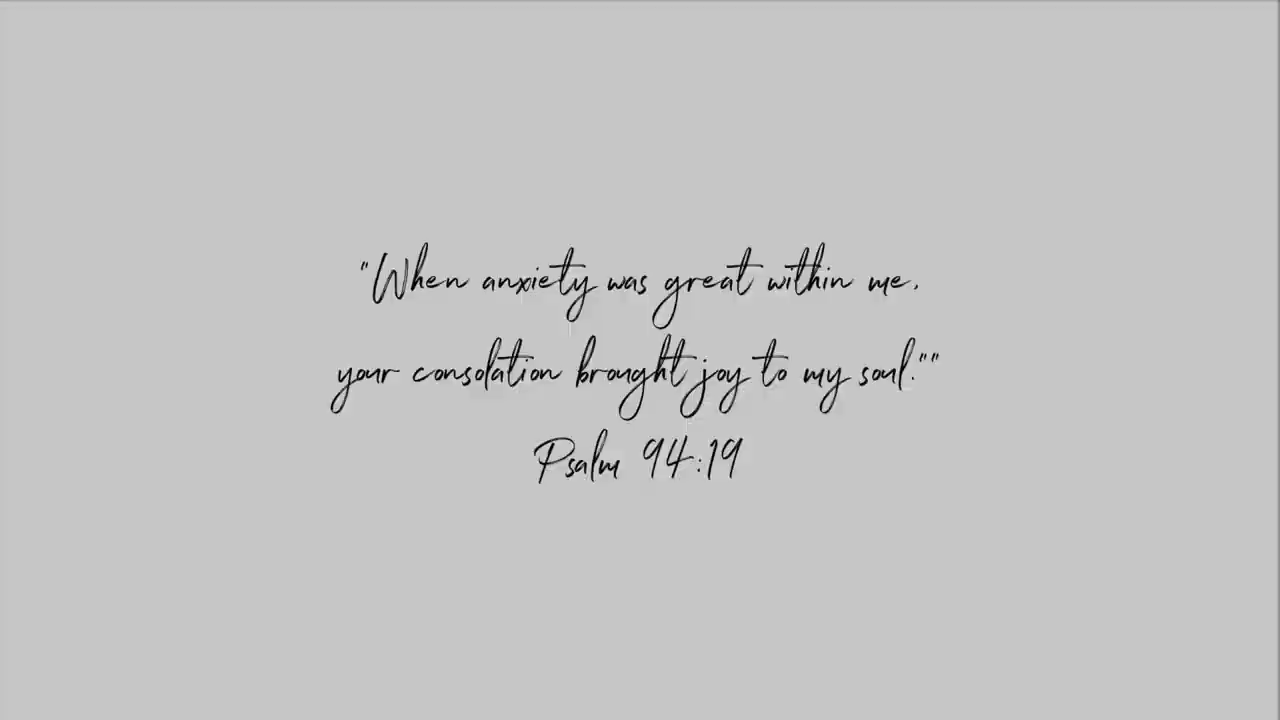 "When anxiety was great within me,
your consolation brought joy to my soul.""
Psalm 94:19